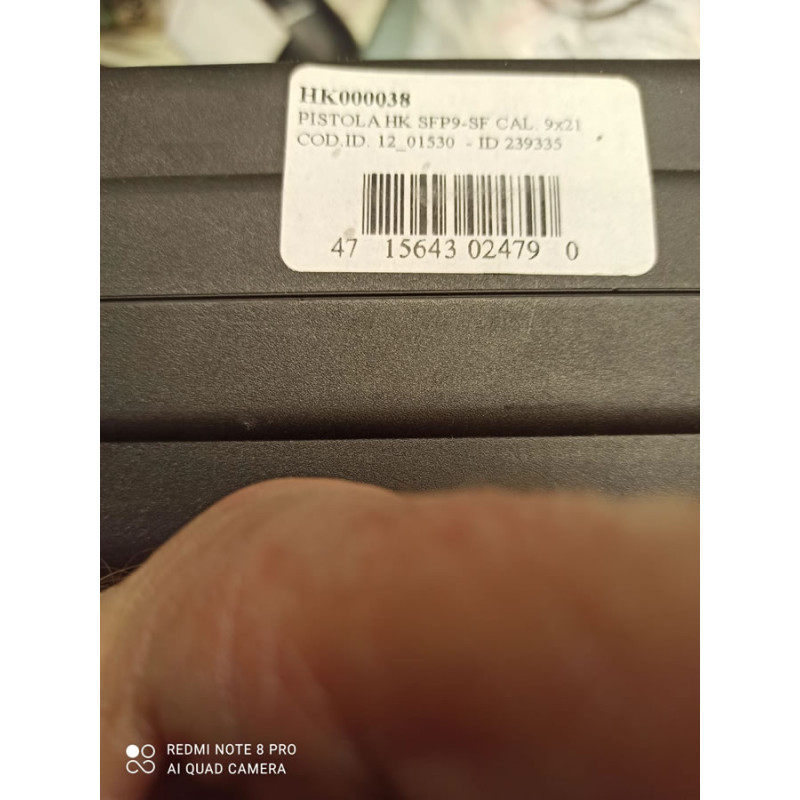 HK000038
PISTOLA HK SFP9-SF CAL. 9x21
COD.ID. 12_01530 - ID 239335
47 15643 02479 0
REDMI NOTE 8 PRO
AI QUAD CAMERA